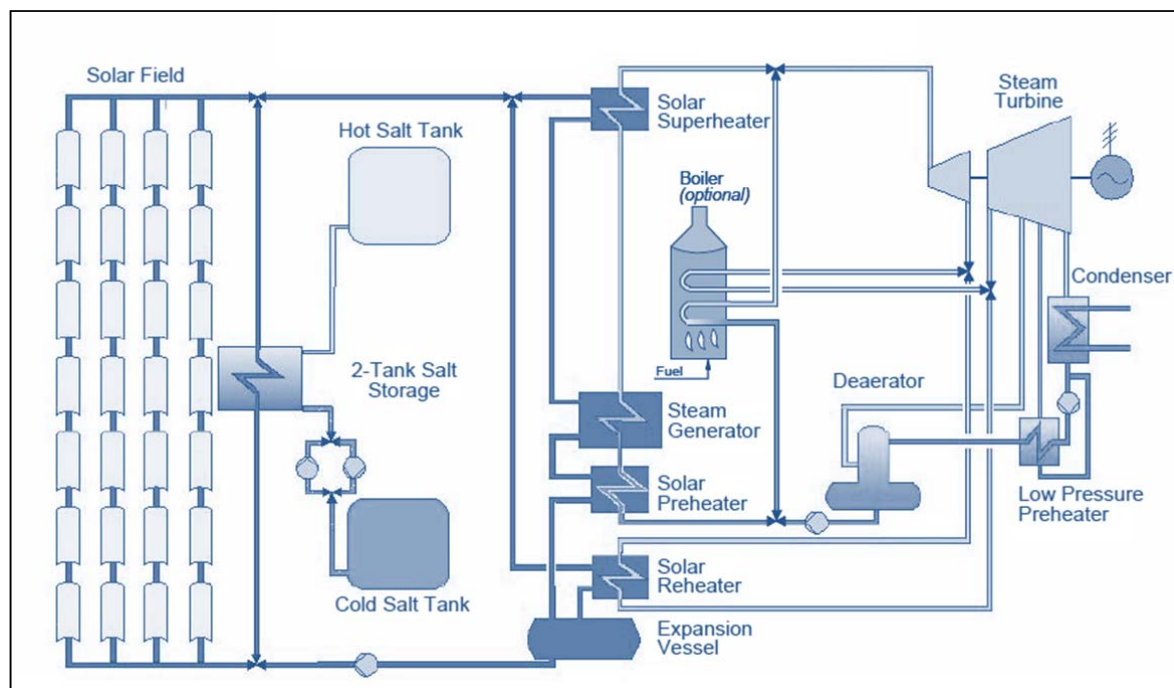 Solar Field
Hot Salt Tank
2-Tank Salt
Storage
Cold Salt Tank
Solar
Superheater
Boiler
(optional)
Fuel
Steam
Generator
Solar
Preheater
Solar
Reheater
Expansion
Vessel
Steam
Turbine
Condenser
Deaerator
Low Pressure
Preheater